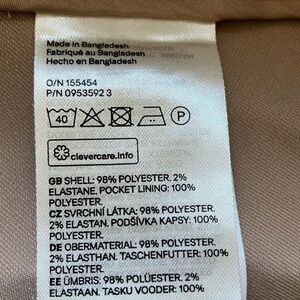 Made in Bangladesh
Fabriqué au Bangladesh
Hecho en Bangladesh
O/N 155454
P/N 0953592 3
40 P
clevercare.info
GB SHELL: 98% POLYESTER. 2%
ELASTANE. POCKET LINING: 100%
POLYESTER.
CZ SVRCHNÍ LÁTKA: 98% POLYESTER.
2% ELASTAN. PODŠÍVKA KAPSY: 100%
POLYESTER.
DE OBERMATERIAL: 98% POLYESTER.
2% ELASTHAN. TASCHENFUTTER: 100%
POLYESTER.
EE ÜMBRIS: 98% POLÜESTER. 2%
ELASTAAN. TASKU VOODER: 100%